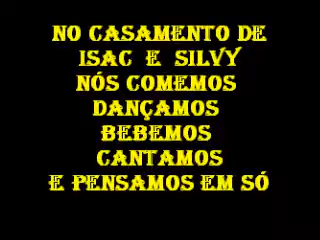 NO CASAMENTO DE
ISAC E SILVY
NÓS COMEMOS
DANÇAMOS
BEBEMOS
CANTAMOS
E PENSAMOS EM SÓ